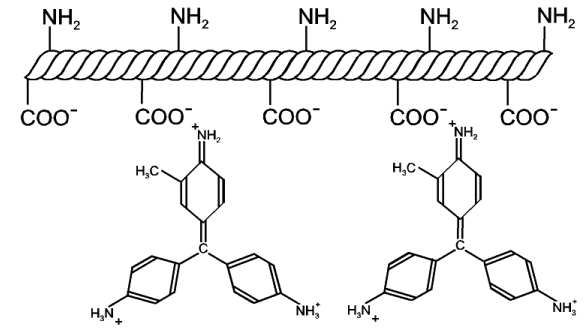 NH₂ NH₂ NH₂ NH₂ NH₂
COO⁻ COO⁻ COO⁻ COO⁻ COO⁻
⁺NH₂ ⁺NH₂
H₃C H₃C
C C
H₃N⁺ NH₃⁺ H₃N⁺ NH₃⁺